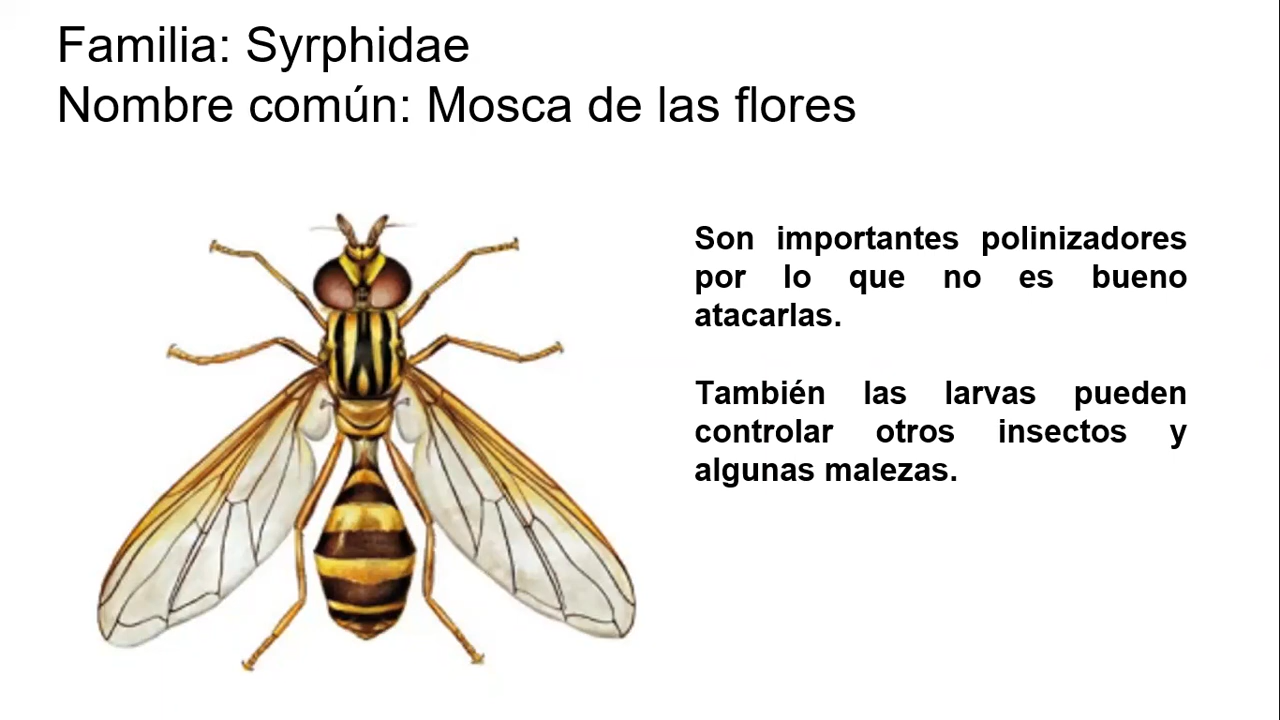 Familia: Syrphidae
Nombre común: Mosca de las flores
Son importantes polinizadores
por lo que no es bueno
atacarlas.
También las larvas pueden
controlar otros insectos y
algunas malezas.